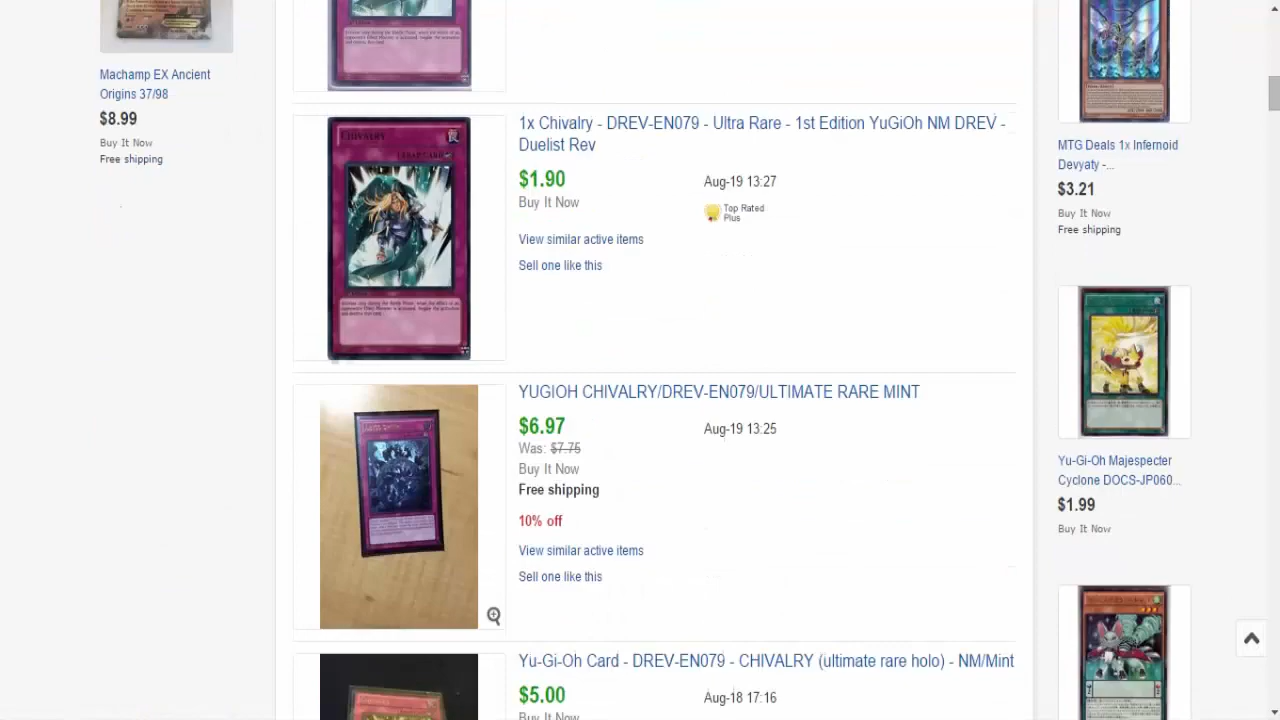 Machamp EX Ancient
Origins 37/98
$8.99
Buy It Now
Free shipping
1x Chivalry - DREV-EN079 - Ultra Rare - 1st Edition YuGiOh NM DREV -
Duelist Rev
$1.90
Aug-19 13:27
Buy It Now
Top Rated
Plus
View similar active items
Sell one like this
CHIVALRY
YUGIOH CHIVALRY/DREV-EN079/ULTIMATE RARE MINT
$6.97
Aug-19 13:25
Was: $7.75
Buy It Now
Free shipping
10% off
View similar active items
Sell one like this
Yu-Gi-Oh Card - DREV-EN079 - CHIVALRY (ultimate rare holo) - NM/Mint
$5.00
Aug-18 17:16
Buy It Now
MTG Deals 1x Infernoid
Devyaty -...
$3.21
Buy It Now
Free shipping
Yu-Gi-Oh Majespecter
Cyclone DOCS-JP060...
$1.99
Buy It Now